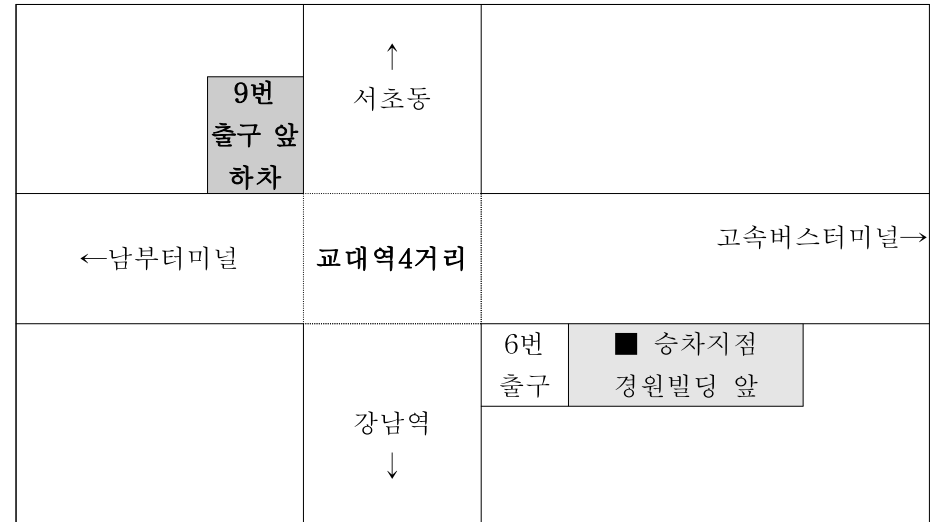 ↑
서초동
9번
출구 앞
하차
←남부터미널
교대역4거리
고속버스터미널→
6번
출구
■ 승차지점
경원빌딩 앞
강남역
↓